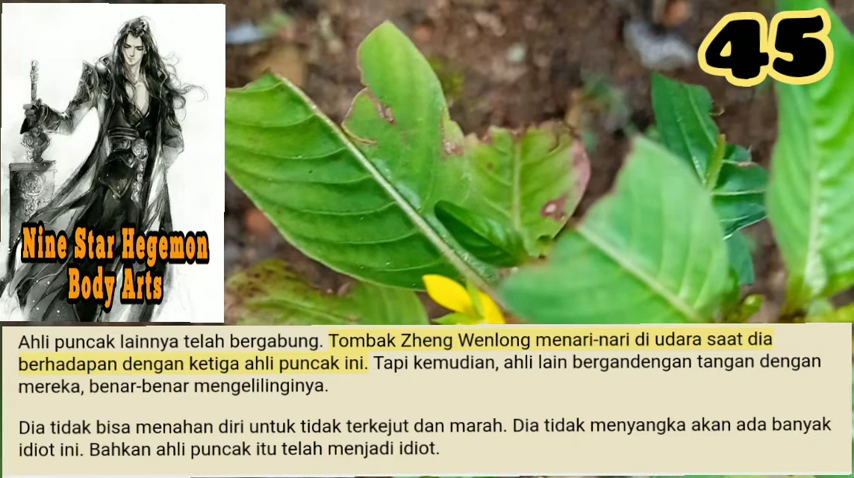 45
Nine Star Hegemon
Body Arts
Ahli puncak lainnya telah bergabung. Tombak Zheng Wenlong menari-nari di udara saat dia
berhadapan dengan ketiga ahli puncak ini. Tapi kemudian, ahli lain bergandengan tangan dengan
mereka, benar-benar mengelilinginya.
Dia tidak bisa menahan diri untuk tidak terkejut dan marah. Dia tidak menyangka akan ada banyak
idiot ini. Bahkan ahli puncak itu telah menjadi idiot.